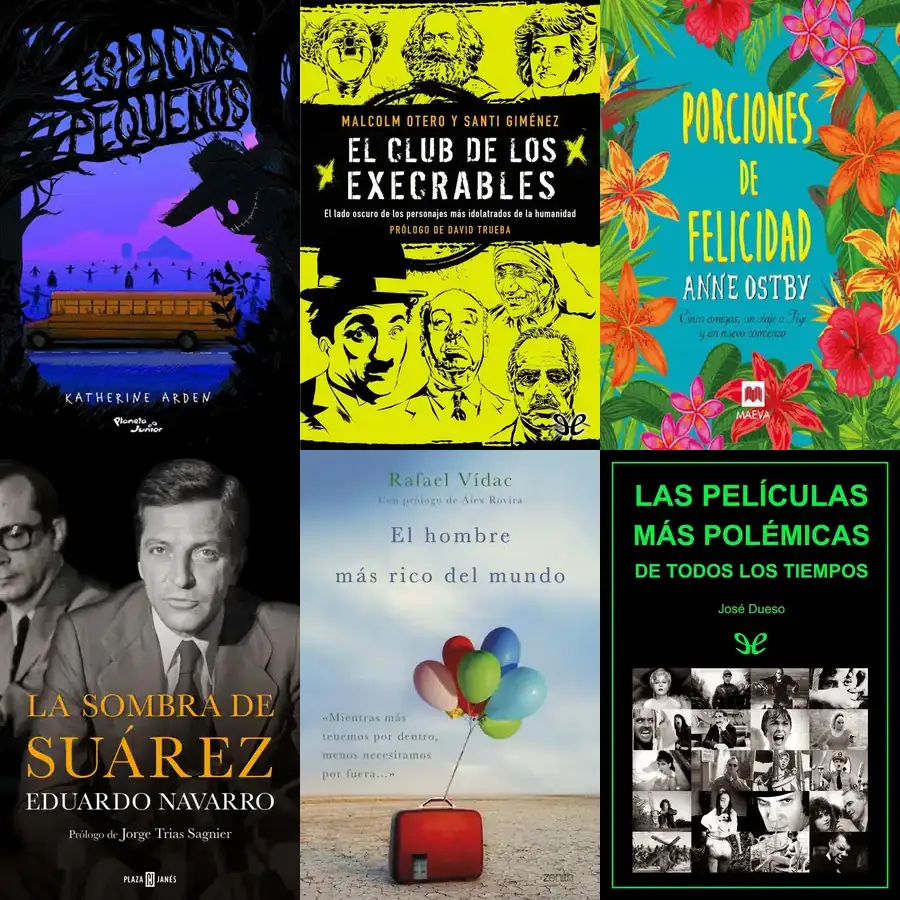 ESPACIOS
PEQUEÑOS
KATHERINE ARDEN
Planeta
Junior
MALCOLM OTERO Y SANTI GIMÉNEZ
EL CLUB DE LOS
EXECRABLES
El lado oscuro de los personajes más idolatrados de la humanidad
PRÓLOGO DE DAVID TRUEBA
PORCIONES
DE
FELICIDAD
ANNE OSTBY
Cinco amigas, un viaje a Fiyi
y un nuevo comienzo
MAEVA
LA SOMBRA DE
SUÁREZ
EDUARDO NAVARRO
Prólogo de Jorge Trias Sagnier
PLAZA JANÉS
Rafael Vídac
Con prólogo de Álex Rovira
El hombre
más rico del mundo
«Mientras más
tenemos por dentro,
menos necesitamos
por fuera...»
zenith
LAS PELÍCULAS
MÁS POLÉMICAS
DE TODOS LOS TIEMPOS
José Dueso